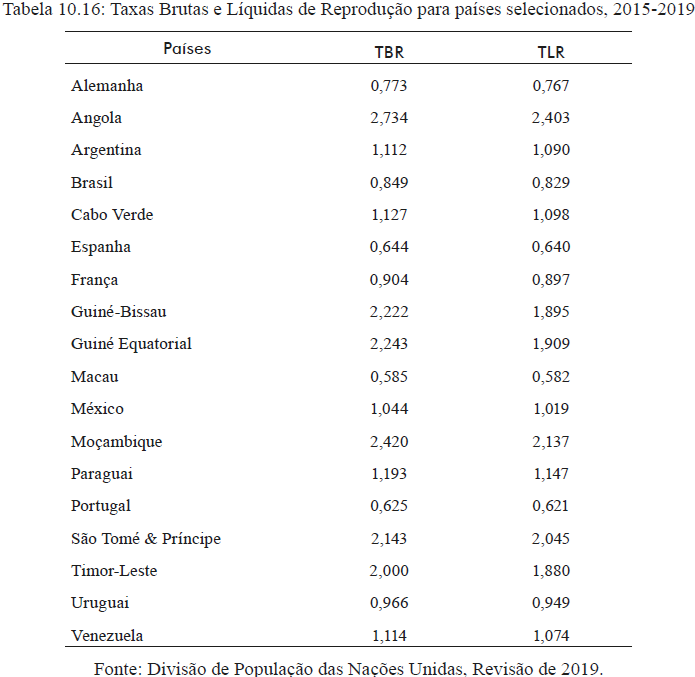 Tabela 10.16: Taxas Brutas e Líquidas de Reprodução para países selecionados, 2015-2019
Países TBR TLR
Alemanha 0,773 0,767
Angola 2,734 2,403
Argentina 1,112 1,090
Brasil 0,849 0,829
Cabo Verde 1,127 1,098
Espanha 0,644 0,640
França 0,904 0,897
Guiné-Bissau 2,222 1,895
Guiné Equatorial 2,243 1,909
Macau 0,585 0,582
México 1,044 1,019
Moçambique 2,420 2,137
Paraguai 1,193 1,147
Portugal 0,625 0,621
São Tomé & Príncipe 2,143 2,045
Timor-Leste 2,000 1,880
Uruguai 0,966 0,949
Venezuela 1,114 1,074
Fonte: Divisão de População das Nações Unidas, Revisão de 2019.